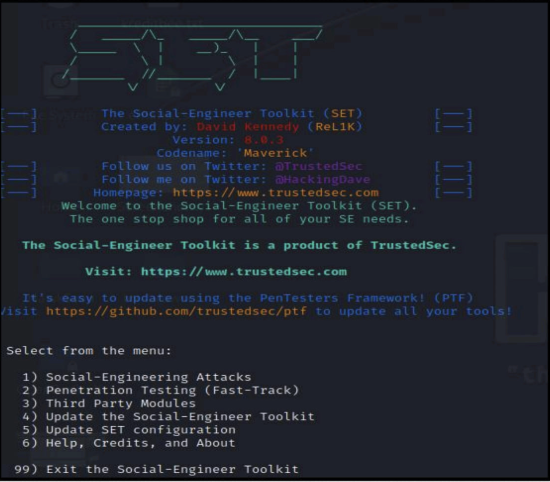 SET
[---] The Social-Engineer Toolkit (SET) [---]
[---] Created by: David Kennedy (ReL1K) [---]
Version: 8.0.3
Codename: 'Maverick'
[---] Follow us on Twitter: @TrustedSec [---]
[---] Follow me on Twitter: @HackingDave [---]
[---] Homepage: https://www.trustedsec.com [---]
Welcome to the Social-Engineer Toolkit (SET).
The one stop shop for all of your SE needs.
The Social-Engineer Toolkit is a product of TrustedSec.
Visit: https://www.trustedsec.com
It's easy to update using the PenTesters Framework! (PTF)
Visit https://github.com/trustedsec/ptf to update all your tools!
Select from the menu:
1) Social-Engineering Attacks
2) Penetration Testing (Fast-Track)
3) Third Party Modules
4) Update the Social-Engineer Toolkit
5) Update SET configuration
6) Help, Credits, and About
99) Exit the Social-Engineer Toolkit